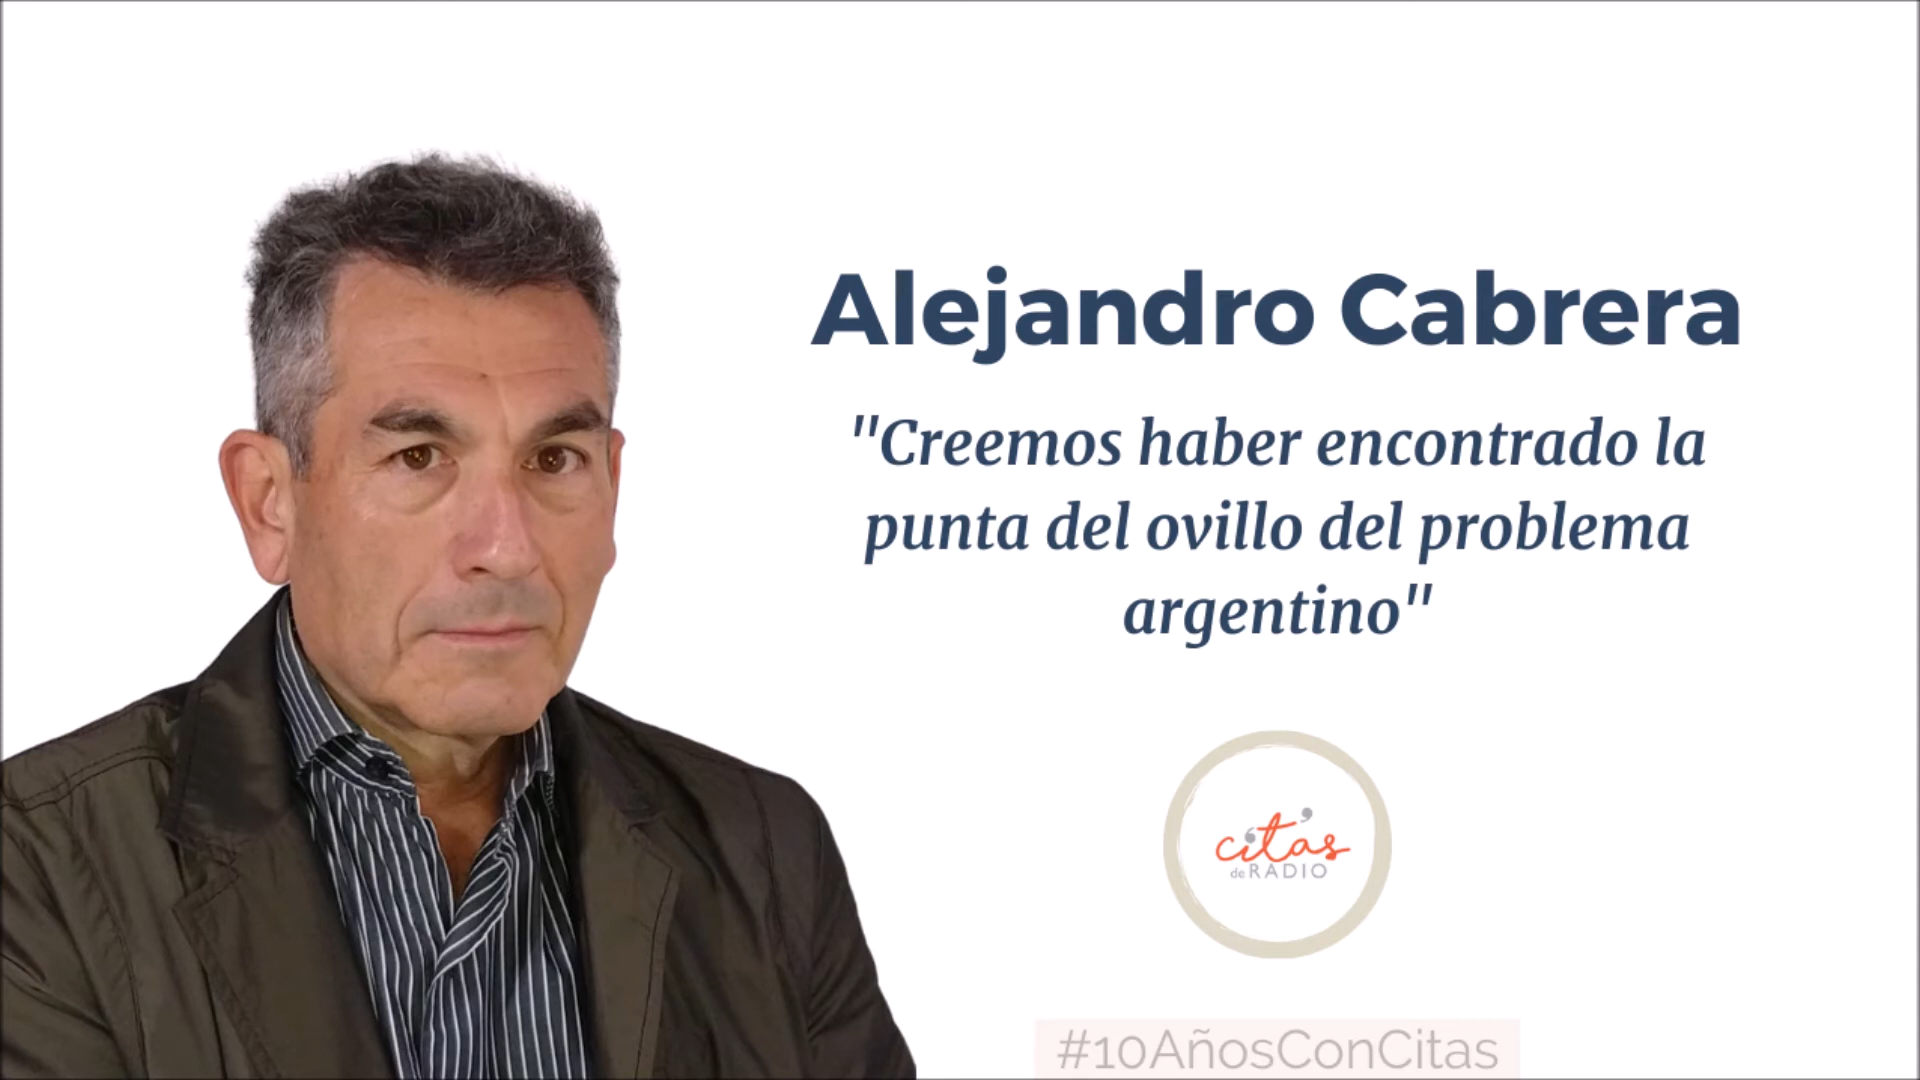 Alejandro Cabrera
"Creemos haber encontrado la
punta del ovillo del problema
argentino"
citas
de RADIO
#10AñosConCitas